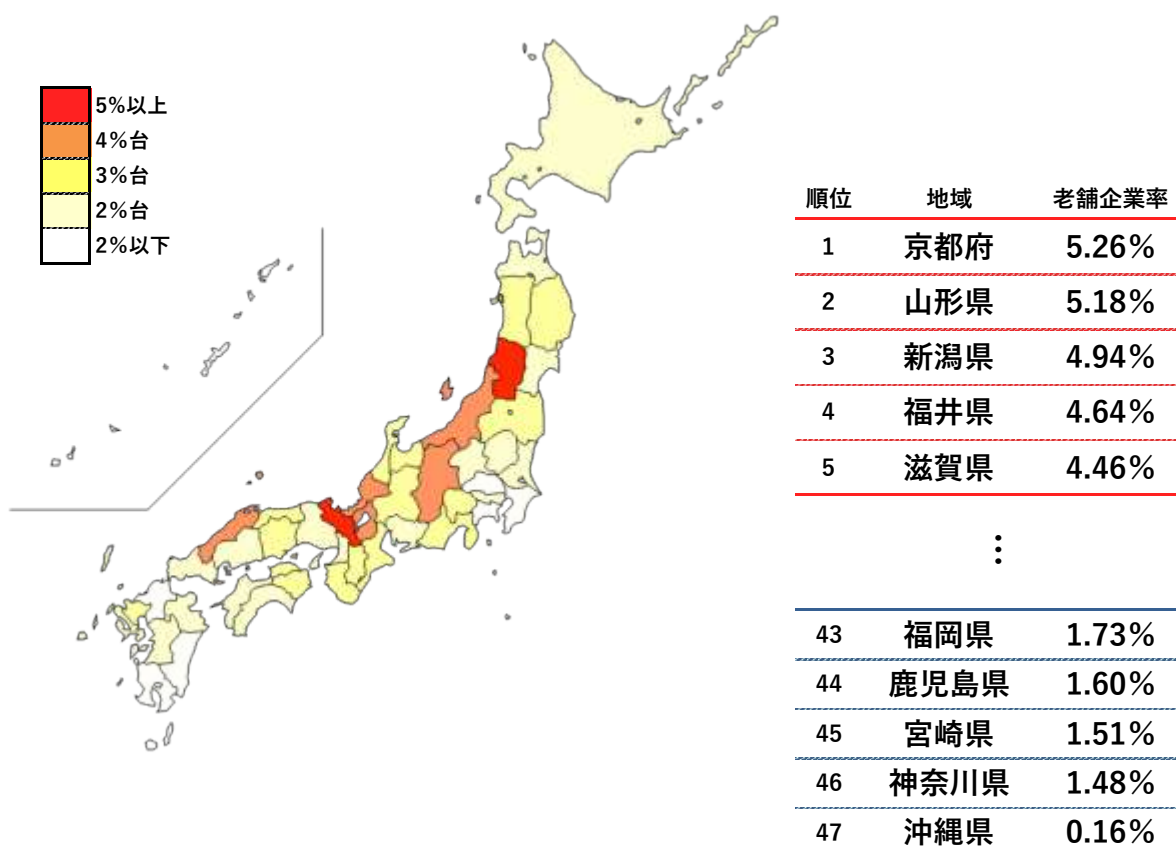 5%以上
4%台
3%台
2%台
2%以下
順位 地域 老舗企業率
1 京都府 5.26%
2 山形県 5.18%
3 新潟県 4.94%
4 福井県 4.64%
5 滋賀県 4.46%
⋮
43 福岡県 1.73%
44 鹿児島県 1.60%
45 宮崎県 1.51%
46 神奈川県 1.48%
47 沖縄県 0.16%